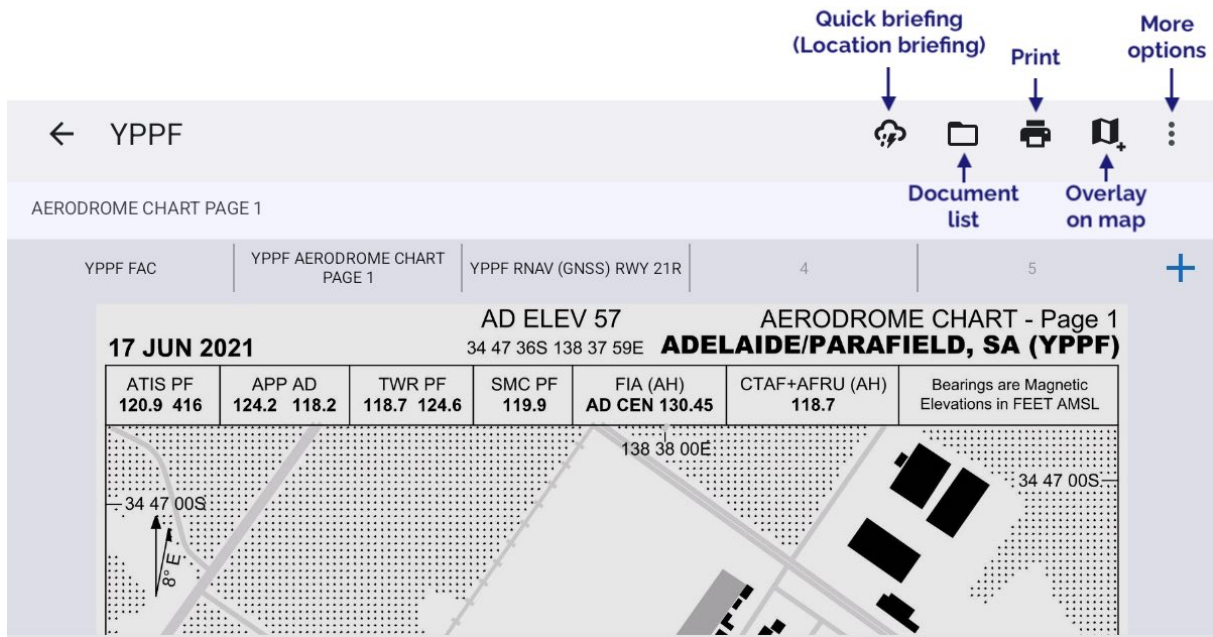 Quick briefing
(Location briefing)
Print
More
options
YPPF
Document
list
Overlay
on map
AERODROME CHART PAGE 1
YPPF FAC
YPPF AERODROME CHART
PAGE 1
YPPF RNAV (GNSS) RWY 21R
4
5
AD ELEV 57
AERODROME CHART - Page 1
17 JUN 2021
34 47 36S 138 37 59E
ADELAIDE/PARAFIELD, SA (YPPF)
ATIS PF
120.9 416
APP AD
124.2 118.2
TWR PF
118.7 124.6
SMC PF
119.9
FIA (AH)
AD CEN 130.45
CTAF+AFRU (AH)
118.7
Bearings are Magnetic
Elevations in FEET AMSL
138 38 00E
34 47 00S
34 47 00S
8° E